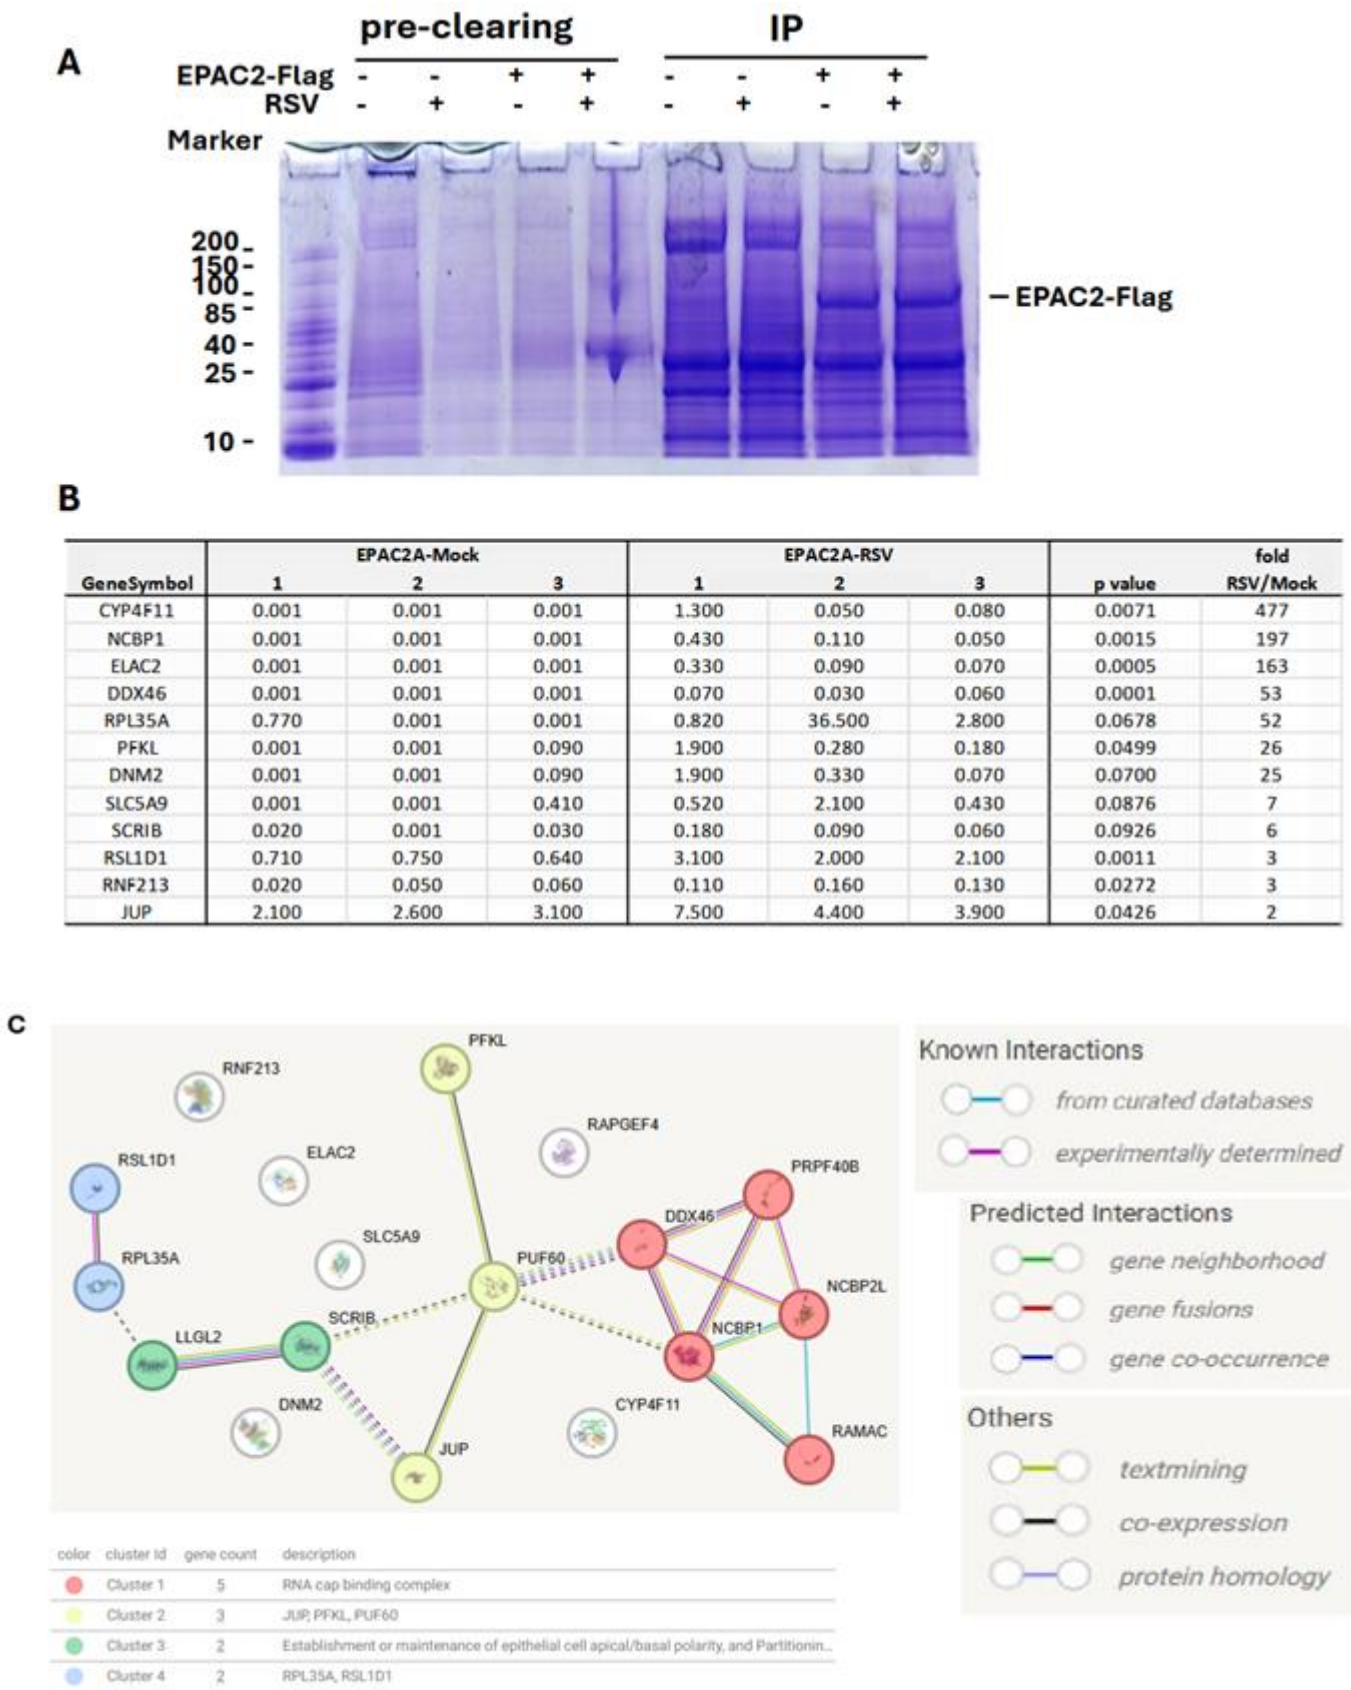 pre-clearing IP
A
EPAC2-Flag - - + + - - + +
RSV - + - + - + - +
Marker
200
150
100
85
40
25
10
EPAC2-Flag
B
EPAC2A-Mock EPAC2A-RSV fold
GeneSymbol 1 2 3 1 2 3 p value RSV/Mock
CYP4F11 0.001 0.001 0.001 1.300 0.050 0.080 0.0071 477
NCBP1 0.001 0.001 0.001 0.430 0.110 0.050 0.0015 197
ELAC2 0.001 0.001 0.001 0.330 0.090 0.070 0.0005 163
DDX46 0.001 0.001 0.001 0.070 0.030 0.060 0.0001 53
RPL35A 0.770 0.001 0.001 0.820 36.500 2.800 0.0678 52
PFKL 0.001 0.001 0.090 1.900 0.280 0.180 0.0499 26
DNM2 0.001 0.001 0.090 1.900 0.330 0.070 0.0700 25
SLC5A9 0.001 0.001 0.410 0.520 2.100 0.430 0.0876 7
SCRIB 0.020 0.001 0.030 0.180 0.090 0.060 0.0926 6
RSL1D1 0.710 0.750 0.640 3.100 2.000 2.100 0.0011 3
RNF213 0.020 0.050 0.060 0.110 0.160 0.130 0.0272 3
JUP 2.100 2.600 3.100 7.500 4.400 3.900 0.0426 2
C
PFKL
RNF213
RAPGEF4
ELAC2
RSL1D1
PRPF40B
DDX46
SLC5A9
RPL35A
PUF60
NCBP2L
SCRIB
NCBP1
LLGL2
DNM2
CYP4F11
RAMAC
JUP
Known Interactions
from curated databases
experimentally determined
Predicted Interactions
gene neighborhood
gene fusions
gene co-occurrence
Others
textmining
co-expression
protein homology
color cluster Id gene count description
Cluster 1 5 RNA cap binding complex
Cluster 2 3 JUP, PFKL, PUF60
Cluster 3 2 Establishment or maintenance of epithelial cell apical/basal polarity, and Partitionin...
Cluster 4 2 RPL35A, RSL1D1